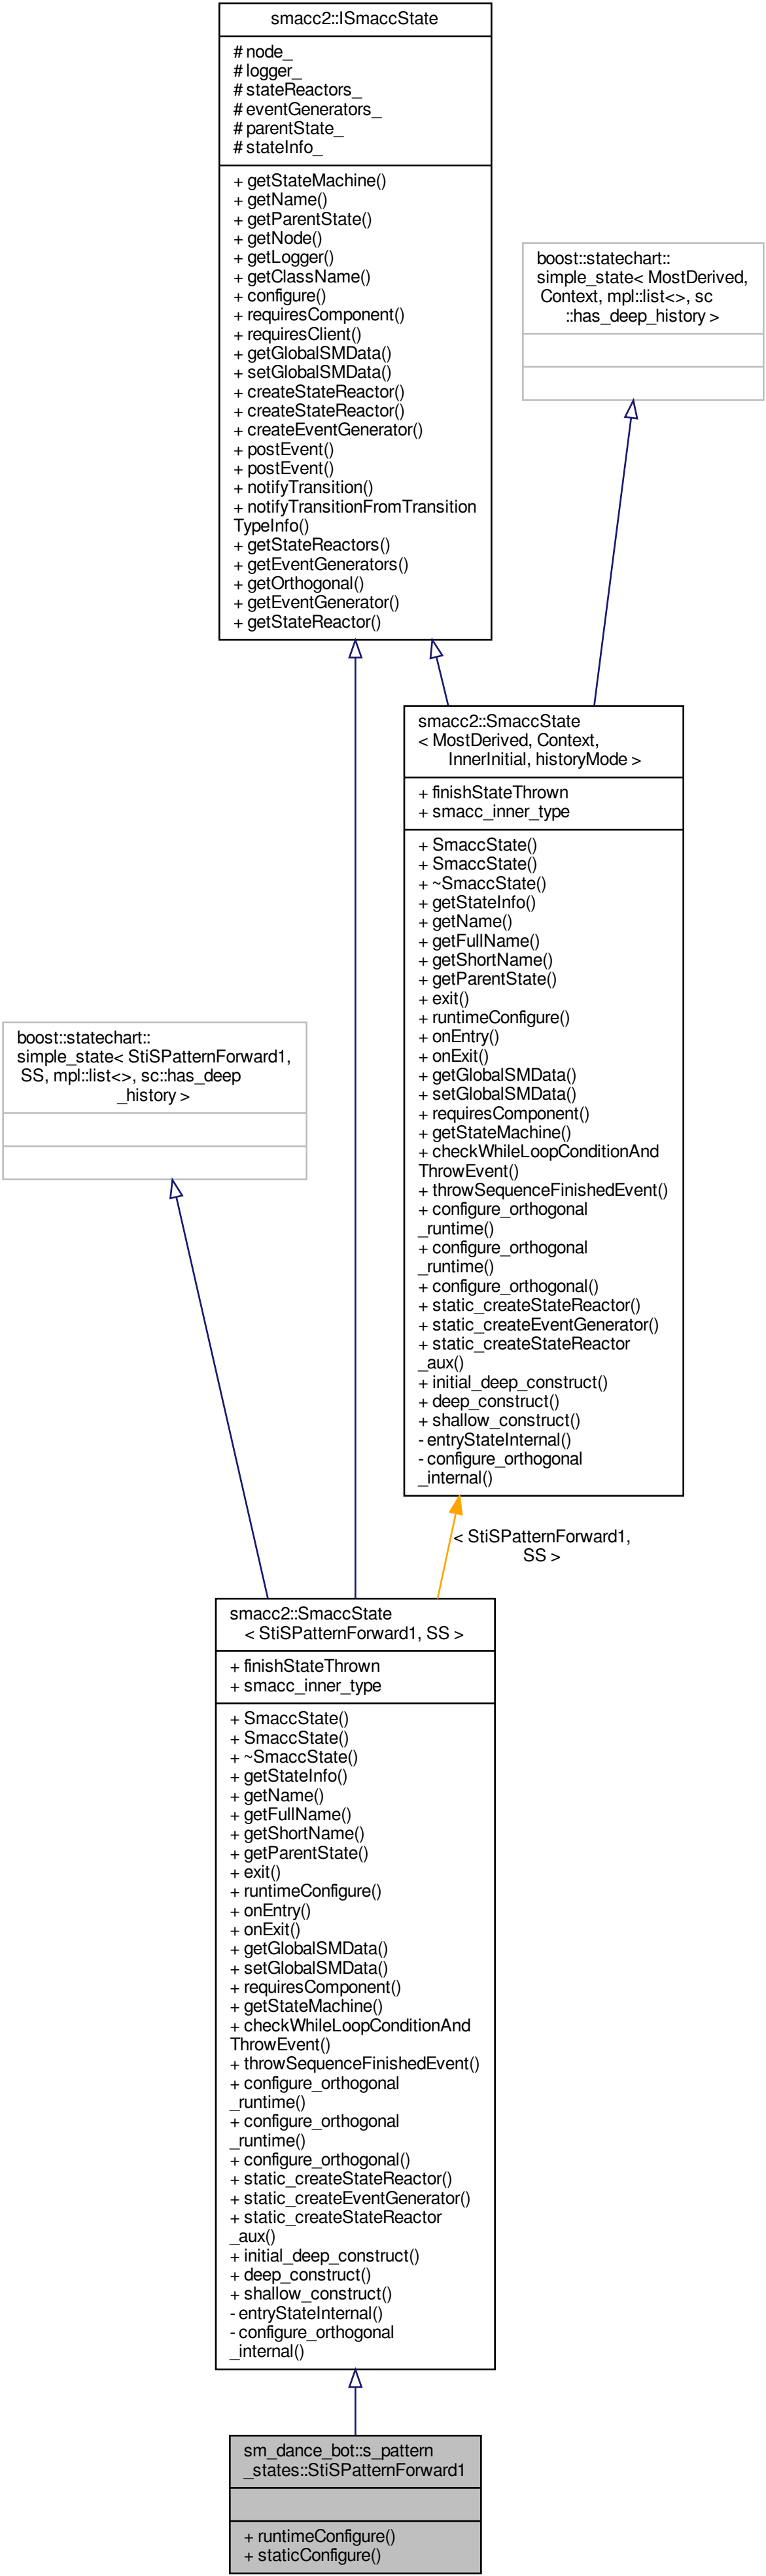 smacc2::ISmaccState
# node_
# logger_
# stateReactors_
# eventGenerators_
# parentState_
# stateInfo_
+ getStateMachine()
+ getName()
+ getParentState()
+ getNode()
+ getLogger()
+ getClassName()
+ configure()
+ requiresComponent()
+ requiresClient()
+ getGlobalSMData()
+ setGlobalSMData()
+ createStateReactor()
+ createStateReactor()
+ createEventGenerator()
+ postEvent()
+ postEvent()
+ notifyTransition()
+ notifyTransitionFromTransition
TypeInfo()
+ getStateReactors()
+ getEventGenerators()
+ getOrthogonal()
+ getEventGenerator()
+ getStateReactor()
boost::statechart::
simple_state< MostDerived,
Context, mpl::list<>, sc
::has_deep_history >
smacc2::SmaccState
< MostDerived, Context,
InnerInitial, historyMode >
+ finishStateThrown
+ smacc_inner_type
+ SmaccState()
+ SmaccState()
+ ~SmaccState()
+ getStateInfo()
+ getName()
+ getFullName()
+ getShortName()
+ getParentState()
+ exit()
+ runtimeConfigure()
+ onEntry()
+ onExit()
+ getGlobalSMData()
+ setGlobalSMData()
+ requiresComponent()
+ getStateMachine()
+ checkWhileLoopConditionAnd
ThrowEvent()
+ throwSequenceFinishedEvent()
+ configure_orthogonal
_runtime()
+ configure_orthogonal
_runtime()
+ configure_orthogonal()
+ static_createStateReactor()
+ static_createEventGenerator()
+ static_createStateReactor
_aux()
+ initial_deep_construct()
+ deep_construct()
+ shallow_construct()
- entryStateInternal()
- configure_orthogonal
_internal()
boost::statechart::
simple_state< StiSPatternForward1,
SS, mpl::list<>, sc::has_deep
_history >
< StiSPatternForward1,
SS >
smacc2::SmaccState
< StiSPatternForward1, SS >
+ finishStateThrown
+ smacc_inner_type
+ SmaccState()
+ SmaccState()
+ ~SmaccState()
+ getStateInfo()
+ getName()
+ getFullName()
+ getShortName()
+ getParentState()
+ exit()
+ runtimeConfigure()
+ onEntry()
+ onExit()
+ getGlobalSMData()
+ setGlobalSMData()
+ requiresComponent()
+ getStateMachine()
+ checkWhileLoopConditionAnd
ThrowEvent()
+ throwSequenceFinishedEvent()
+ configure_orthogonal
_runtime()
+ configure_orthogonal
_runtime()
+ configure_orthogonal()
+ static_createStateReactor()
+ static_createEventGenerator()
+ static_createStateReactor
_aux()
+ initial_deep_construct()
+ deep_construct()
+ shallow_construct()
- entryStateInternal()
- configure_orthogonal
_internal()
sm_dance_bot::s_pattern
_states::StiSPatternForward1
+ runtimeConfigure()
+ staticConfigure()